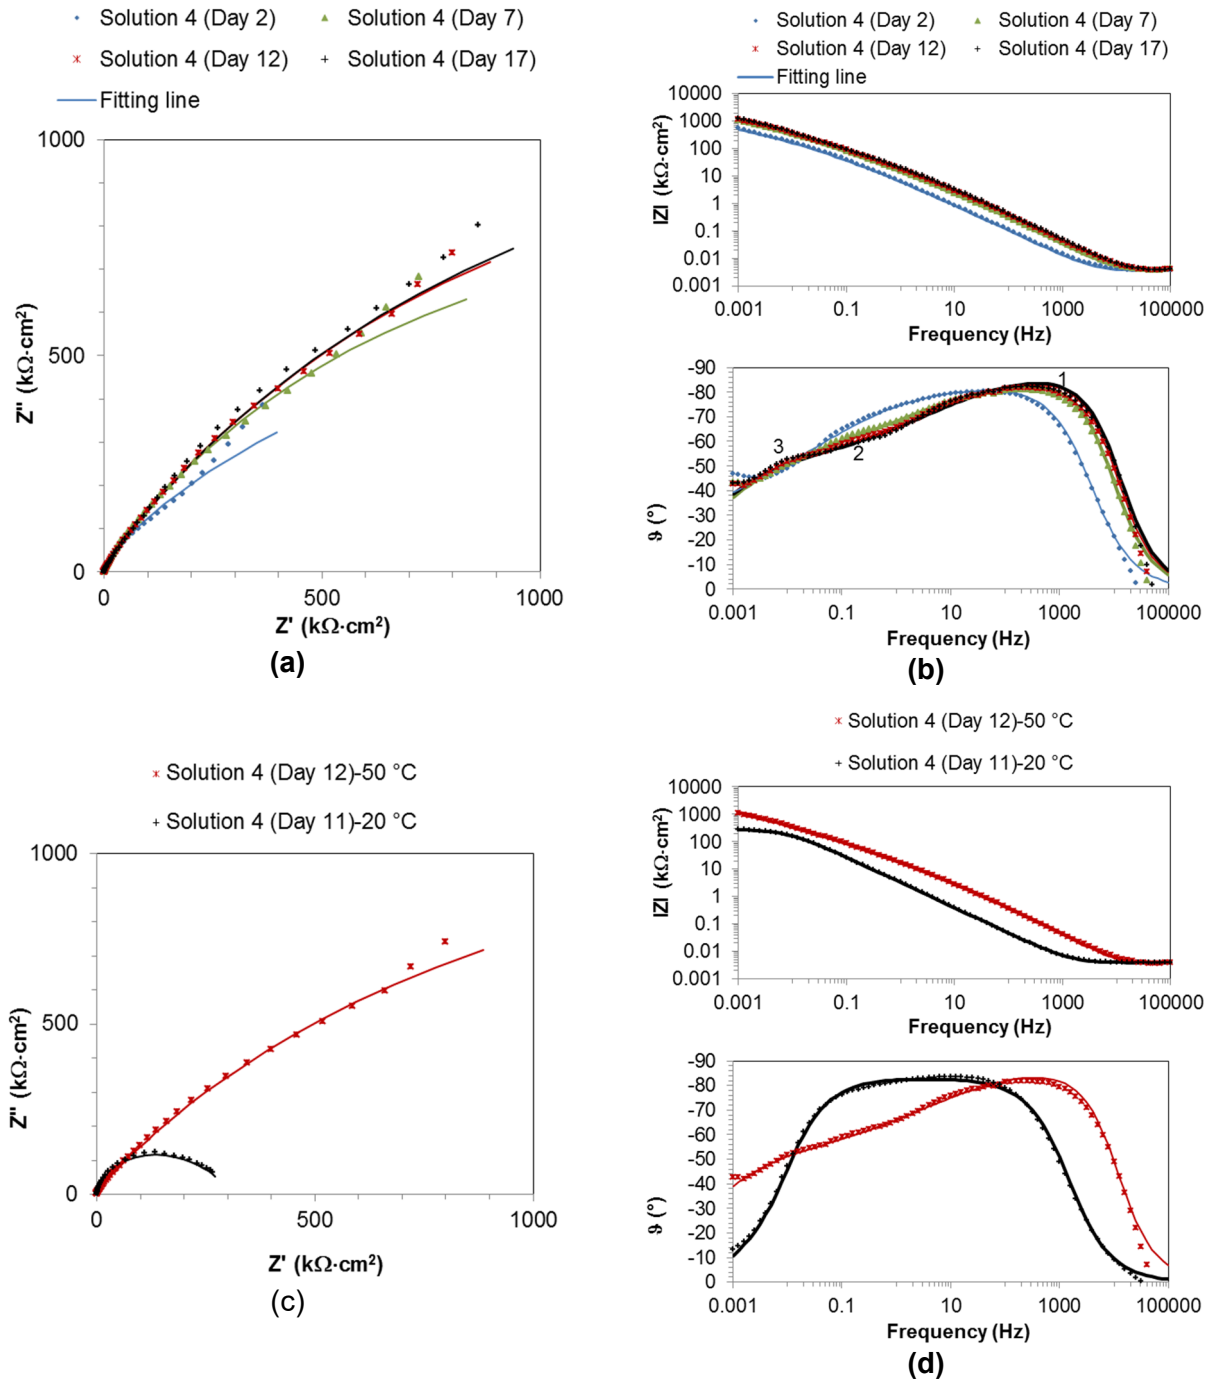 Solution 4 (Day 2)
Solution 4 (Day 7)
Solution 4 (Day 12)
Solution 4 (Day 17)
Fitting line
1000
500
0
0
500
1000
Z'' (kΩ·cm²)
Z' (kΩ·cm²)
(a)
Solution 4 (Day 2)
Solution 4 (Day 7)
Solution 4 (Day 12)
Solution 4 (Day 17)
Fitting line
10000
1000
100
10
1
0.1
0.01
0.001
0.001
0.1
10
1000
100000
|Z| (kΩ·cm²)
Frequency (Hz)
-90
-80
-70
-60
-50
-40
-30
-20
-10
0
1
2
3
0.001
0.1
10
1000
100000
ϑ (°)
Frequency (Hz)
(b)
Solution 4 (Day 12)-50 °C
Solution 4 (Day 11)-20 °C
1000
500
0
0
500
1000
Z'' (kΩ·cm²)
Z' (kΩ·cm²)
(c)
Solution 4 (Day 12)-50 °C
Solution 4 (Day 11)-20 °C
10000
1000
100
10
1
0.1
0.01
0.001
0.001
0.1
10
1000
100000
|Z| (kΩ·cm²)
Frequency (Hz)
-90
-80
-70
-60
-50
-40
-30
-20
-10
0
0.001
0.1
10
1000
100000
ϑ (°)
Frequency (Hz)
(d)